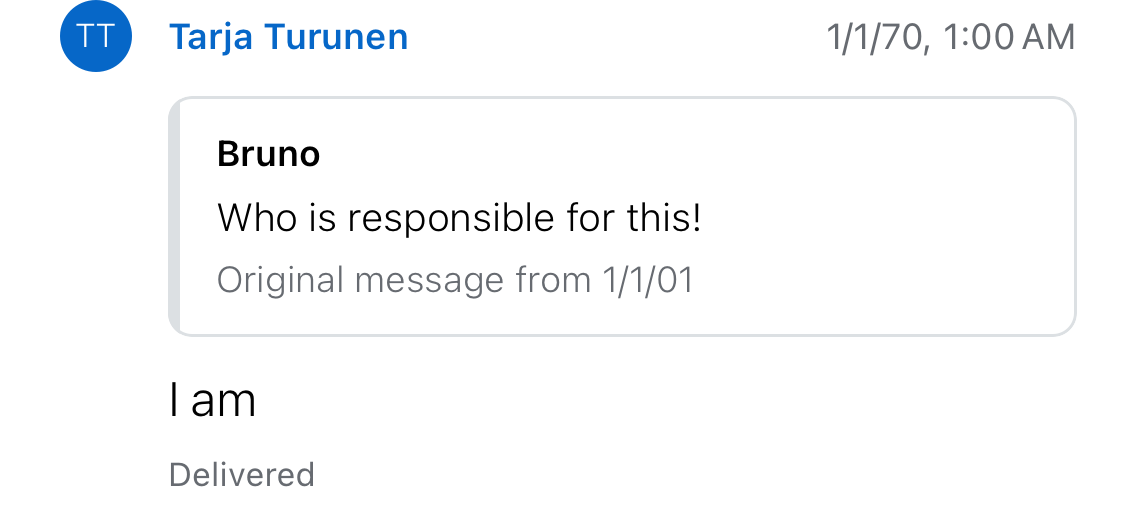 TT
Tarja Turunen
1/1/70, 1:00 AM
Bruno
Who is responsible for this!
Original message from 1/1/01
I am
Delivered